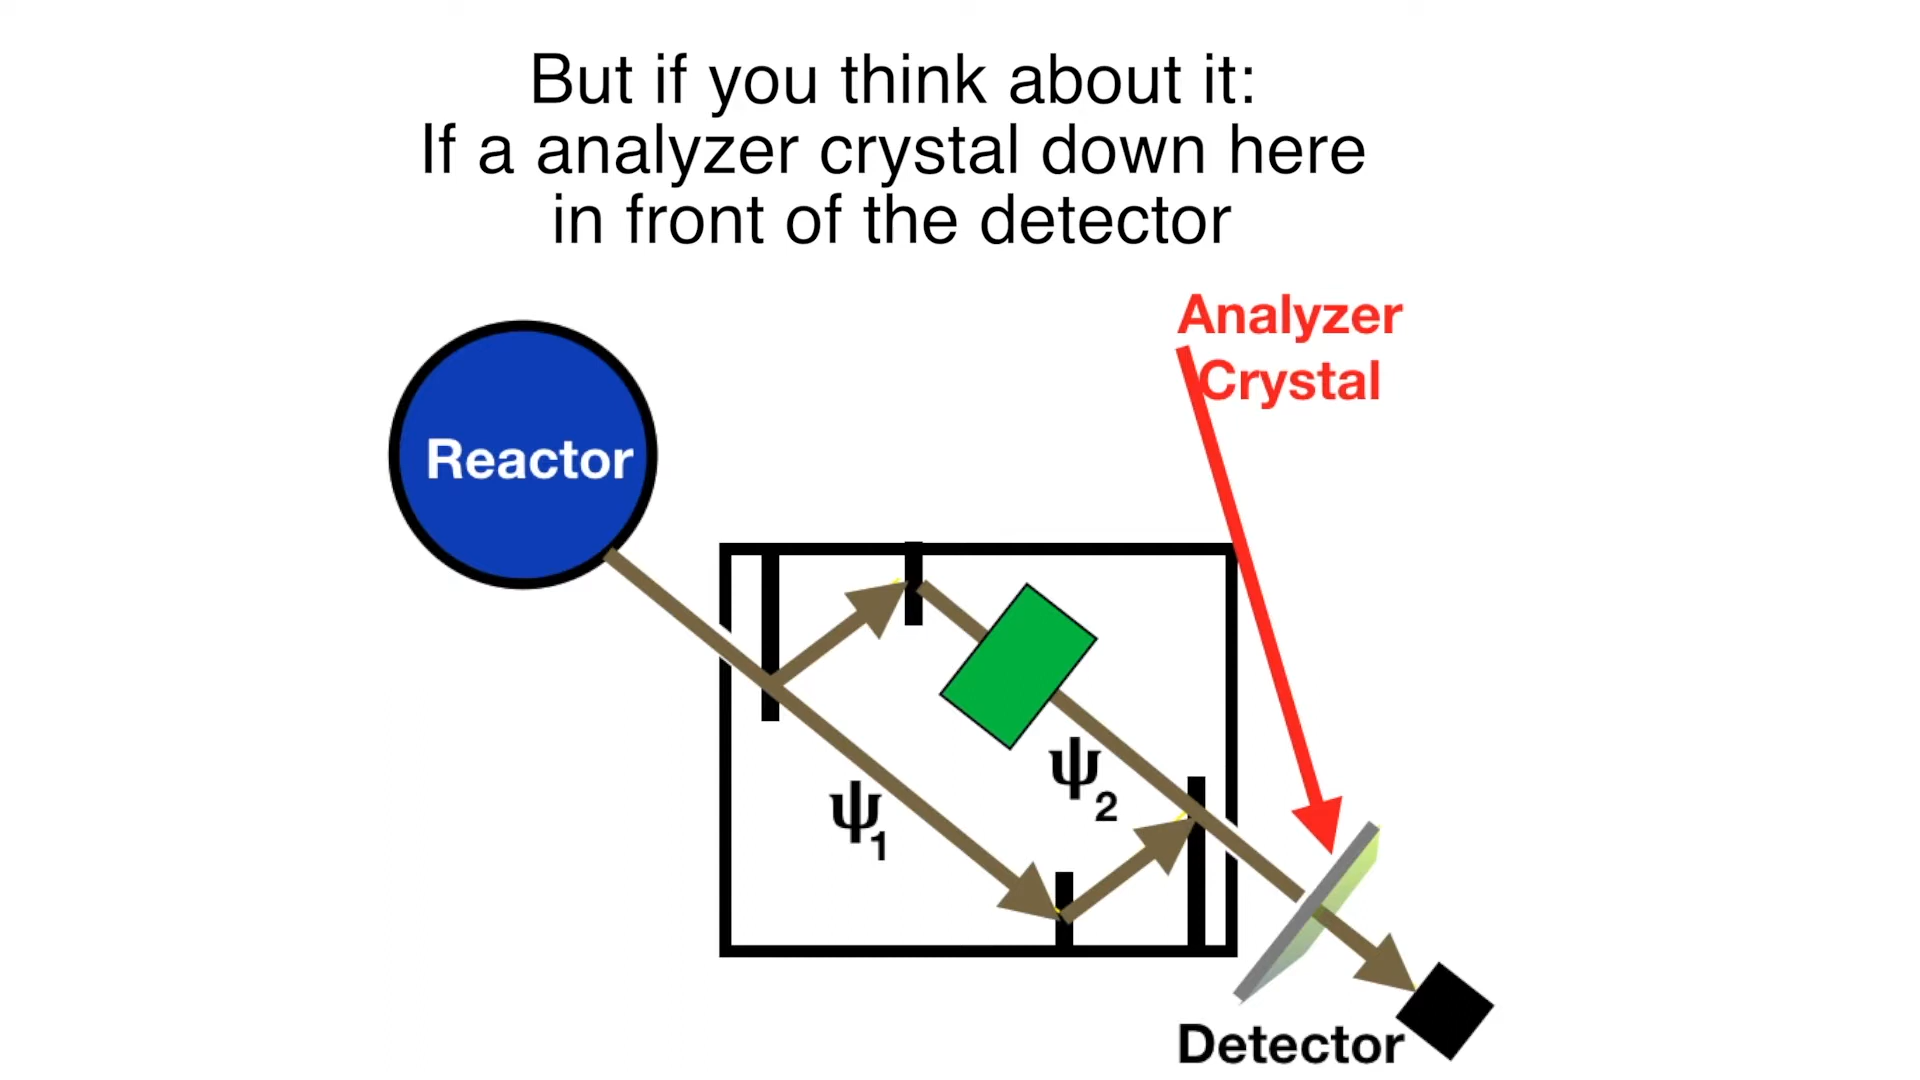 But if you think about it:
If a analyzer crystal down here
in front of the detector
Analyzer
Crystal
Reactor
ψ1
ψ2
Detector